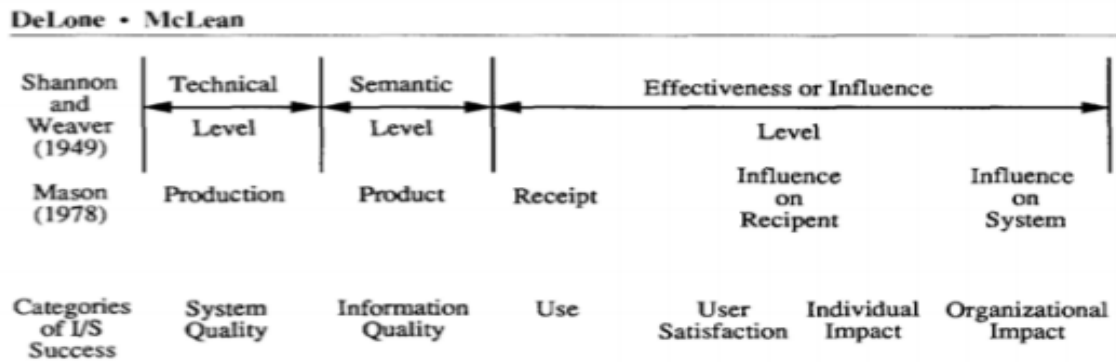 DeLone • McLean
Shannon and Weaver (1949)
Technical Level
Semantic Level
Effectiveness or Influence Level
Mason (1978)
Production
Product
Receipt
Influence on Recipent
Influence on System
Categories of I/S Success
System Quality
Information Quality
Use
User Satisfaction
Individual Impact
Organizational Impact